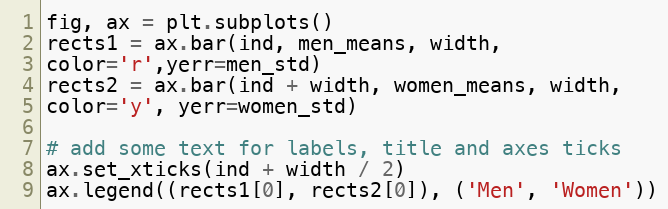 1 fig, ax = plt.subplots()
2 rects1 = ax.bar(ind, men_means, width,
3 color='r',yerr=men_std)
4 rects2 = ax.bar(ind + width, women_means, width,
5 color='y', yerr=women_std)
6
7 # add some text for labels, title and axes ticks
8 ax.set_xticks(ind + width / 2)
9 ax.legend((rects1[0], rects2[0]), ('Men', 'Women'))